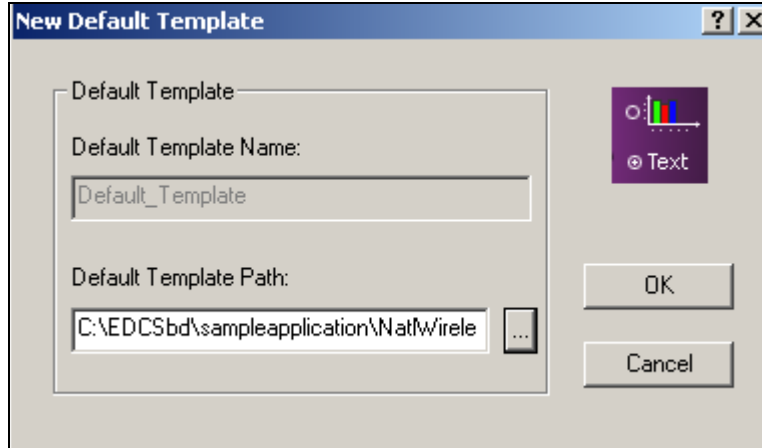 New Default Template
Default Template
Default Template Name:
Default_Template
Default Template Path:
C:\EDCSbd\sampleapplication\NatlWirele
...
Text
OK
Cancel